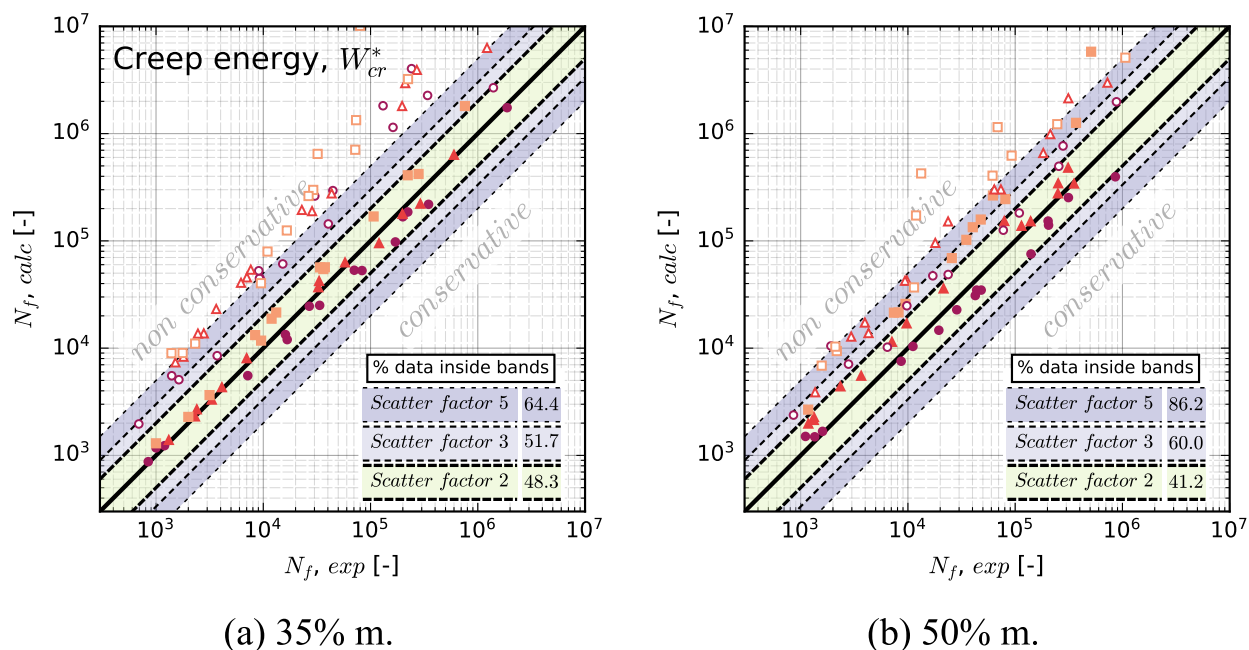 Creep energy, W*cr
10^7
10^6
10^5
10^4
10^3
N_f, calc [-]
non conservative
conservative
% data inside bands
Scatter factor 5 64.4
Scatter factor 3 51.7
Scatter factor 2 48.3
10^3 10^4 10^5 10^6 10^7
N_f, exp [-]
(a) 35% m.
10^7
10^6
10^5
10^4
10^3
N_f, calc [-]
non conservative
conservative
% data inside bands
Scatter factor 5 86.2
Scatter factor 3 60.0
Scatter factor 2 41.2
10^3 10^4 10^5 10^6 10^7
N_f, exp [-]
(b) 50% m.